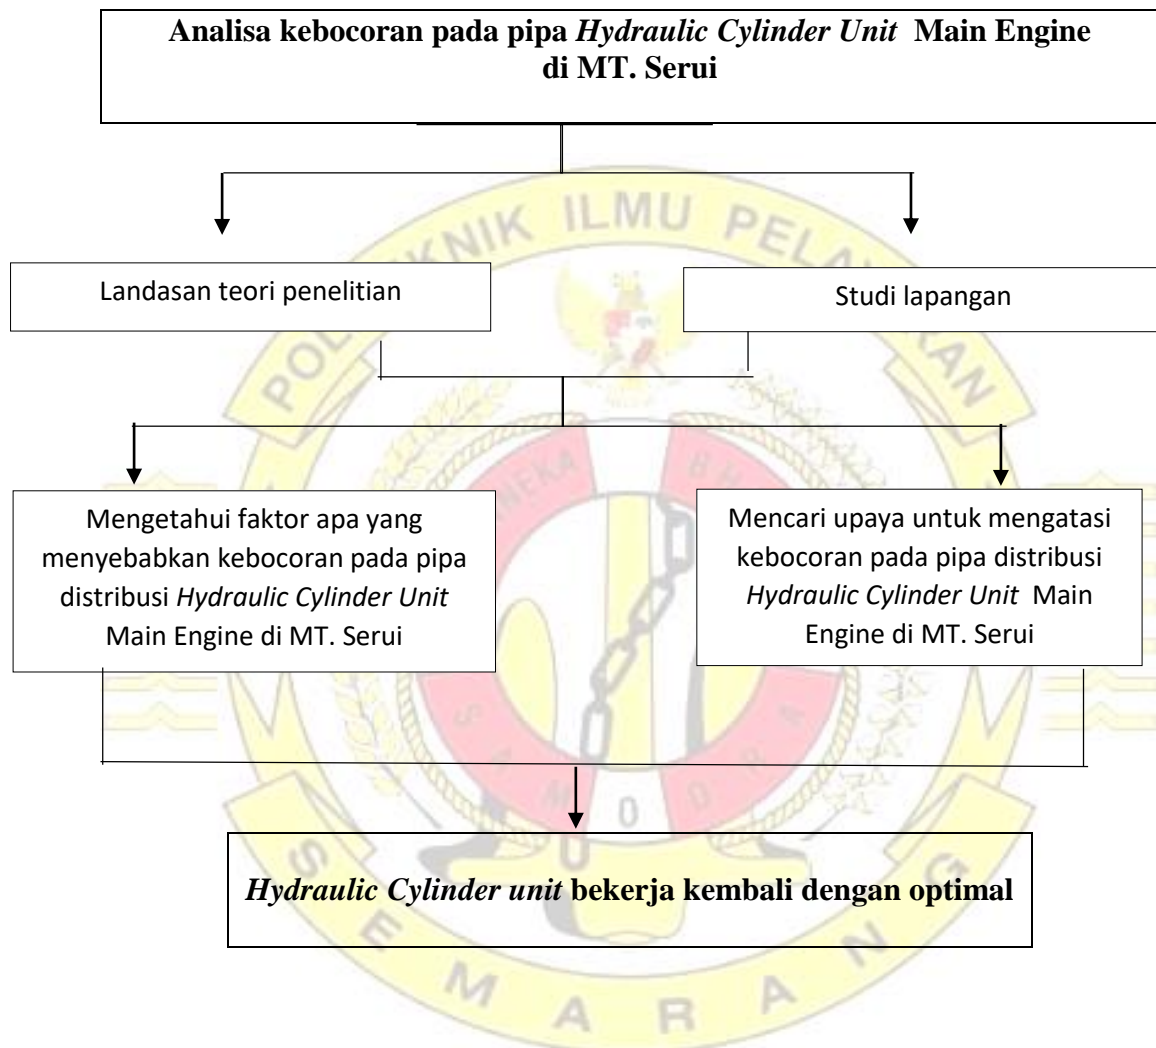 Analisa kebocoran pada pipa Hydraulic Cylinder Unit Main Engine
di MT. Serui
Landasan teori penelitian
Studi lapangan
Mengetahui faktor apa yang
menyebabkan kebocoran pada pipa
distribusi Hydraulic Cylinder Unit
Main Engine di MT. Serui
Mencari upaya untuk mengatasi
kebocoran pada pipa distribusi
Hydraulic Cylinder Unit Main
Engine di MT. Serui
Hydraulic Cylinder unit bekerja kembali dengan optimal
ILMU
SAMODRA
SEMARANG